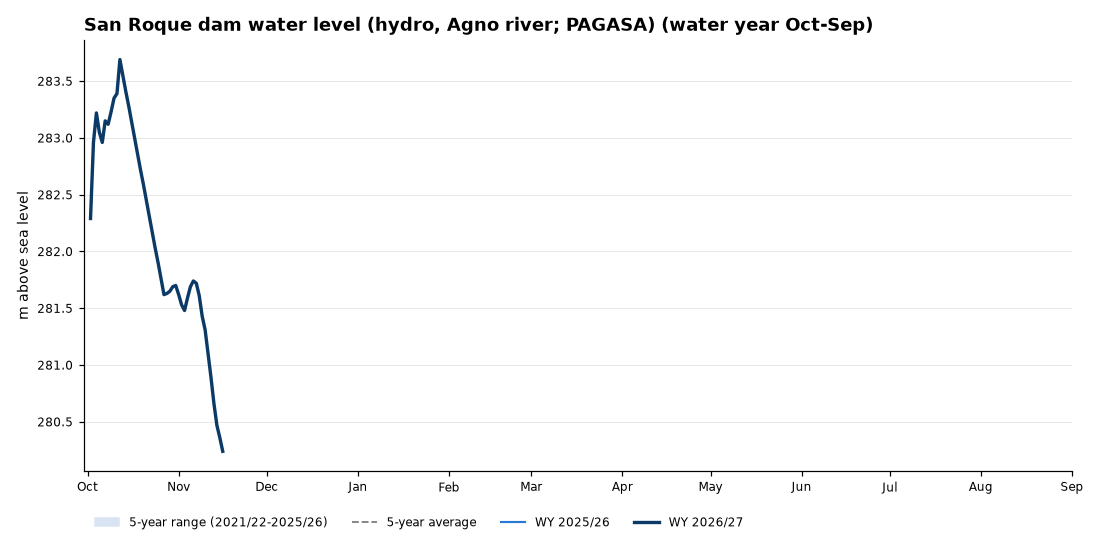 San Roque dam water level (hydro, Agno river; PAGASA) (water year Oct-Sep)
m above sea level
283.5
283.0
282.5
282.0
281.5
281.0
280.5
Oct Nov Dec Jan Feb Mar Apr May Jun Jul Aug Sep
5-year range (2021/22-2025/26) 5-year average WY 2025/26 WY 2026/27